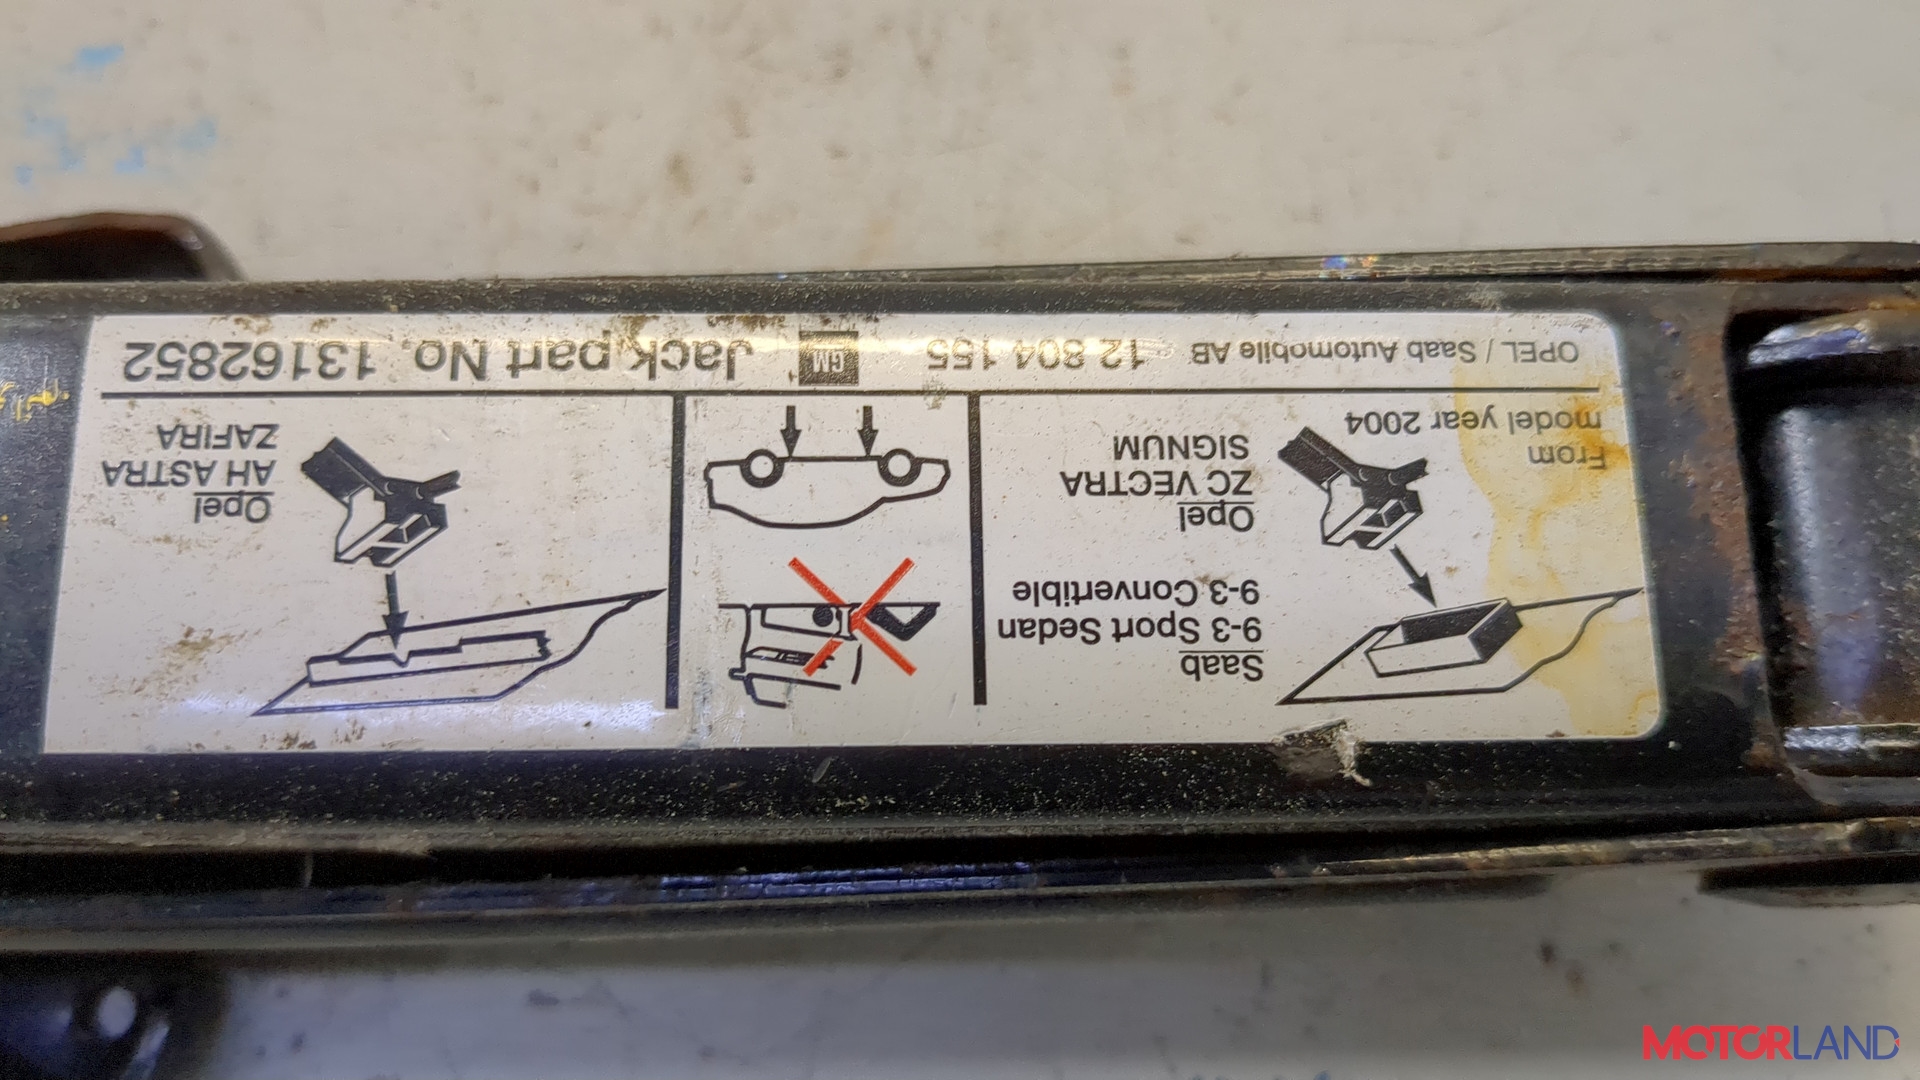 From
model year 2004
Saab
9-3 Sport Sedan
9-3 Convertible
Opel
ZC VECTRA
SIGNUM
Opel
AH ASTRA
ZAFIRA
OPEL / Saab Automobile AB 12 804 155 GM Jack part No. 13162852
MOTORLAND